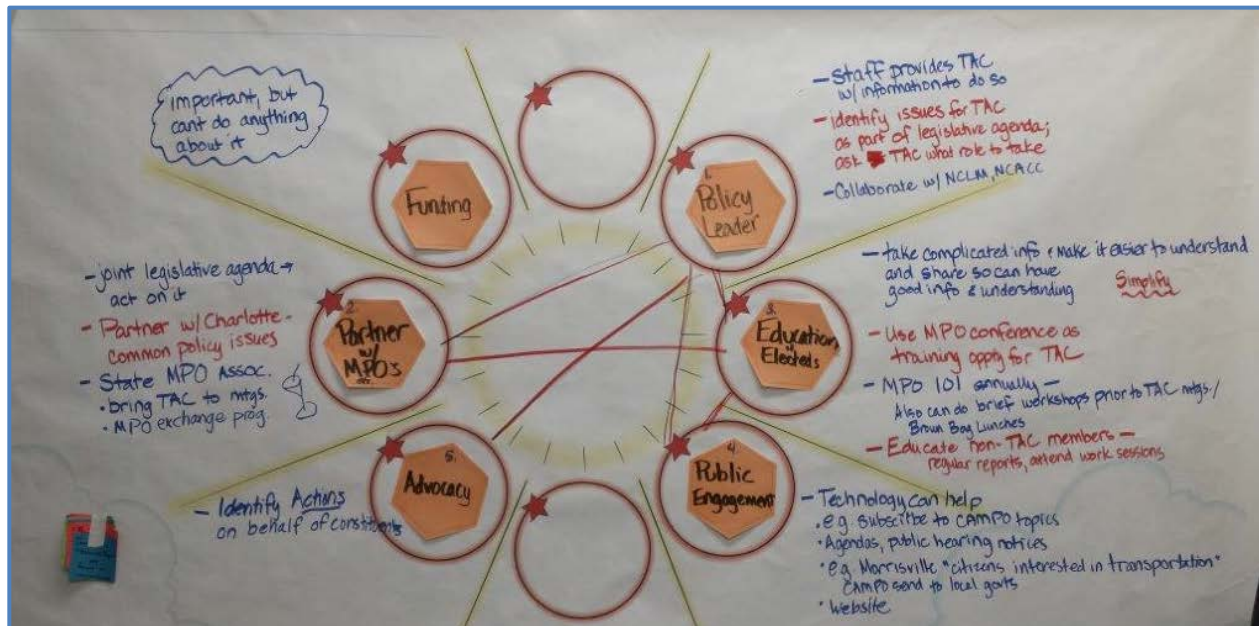 important, but
cant do anything
about it
Funding
1.
Policy
Leader
- Staff provides TAC
w/information to do so
- identify issues for TAC
as part of legislative agenda;
ask TAC what role to take
- Collaborate w/ NCLM, NCACC
- joint legislative agenda →
act on it
- Partner w/Charlotte -
common policy issues
- State MPO Assoc.
• bring TAC to mtgs.
• MPO exchange prog.
2.
Partner
w/
MPO's
3.
Education
Electeds
- take complicated info & make it easier to understand
and share so can have
good info & understanding
Simplify
- Use MPO conference as
training oppty for TAC
- MPO 101 annually -
Also can do brief workshops prior to TAC mtgs./
Brown Bag Lunches
- Educate non-TAC members -
regular reports, attend work sessions
5.
Advocacy
- Identify Actions
on behalf of constituents
4.
Public
Engagement
- Technology can help
• e.g. subscribe to CAMPO topics
• Agendas, public hearing notices
• e.g. Morrisville "citizens interested in transportation"
CAMPO send to local govts
• website